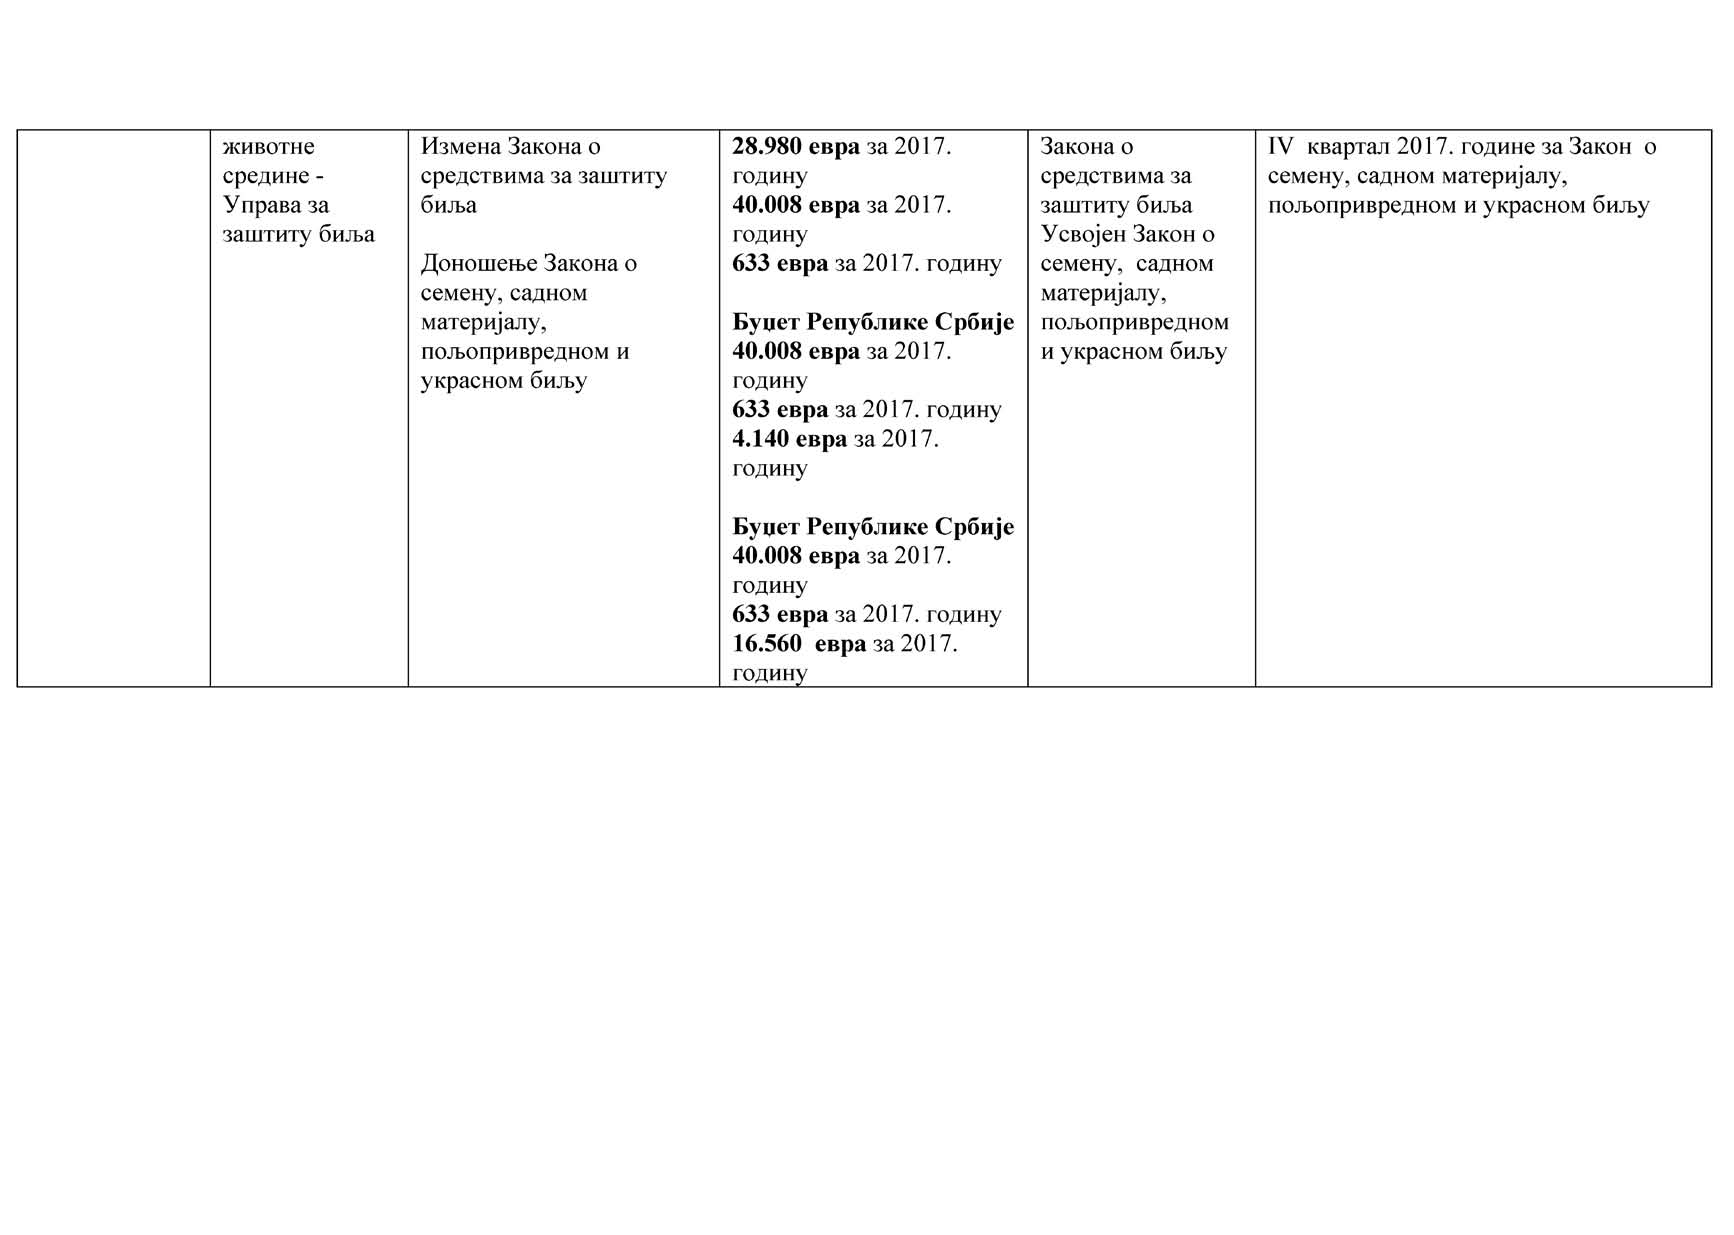 животне
средине -
Управа за
заштиту биља
Измена Закона о
средствима за заштиту
биља
Доношење Закона о
семену, садном
материјалу,
пољопривредном и
украсном биљу
28.980 евра за 2017.
годину
40.008 евра за 2017.
годину
633 евра за 2017. годину
Буџет Републике Србије
40.008 евра за 2017.
годину
633 евра за 2017. годину
4.140 евра за 2017.
годину
Буџет Републике Србије
40.008 евра за 2017.
годину
633 евра за 2017. годину
16.560  евра за 2017.
годину
Закона о
средствима за
заштиту биља
Усвојен Закон о
семену,  садном
материјалу,
пољопривредном
и украсном биљу
IV  квартал 2017. године за Закон  о
семену, садном материјалу,
пољопривредном и украсном биљу